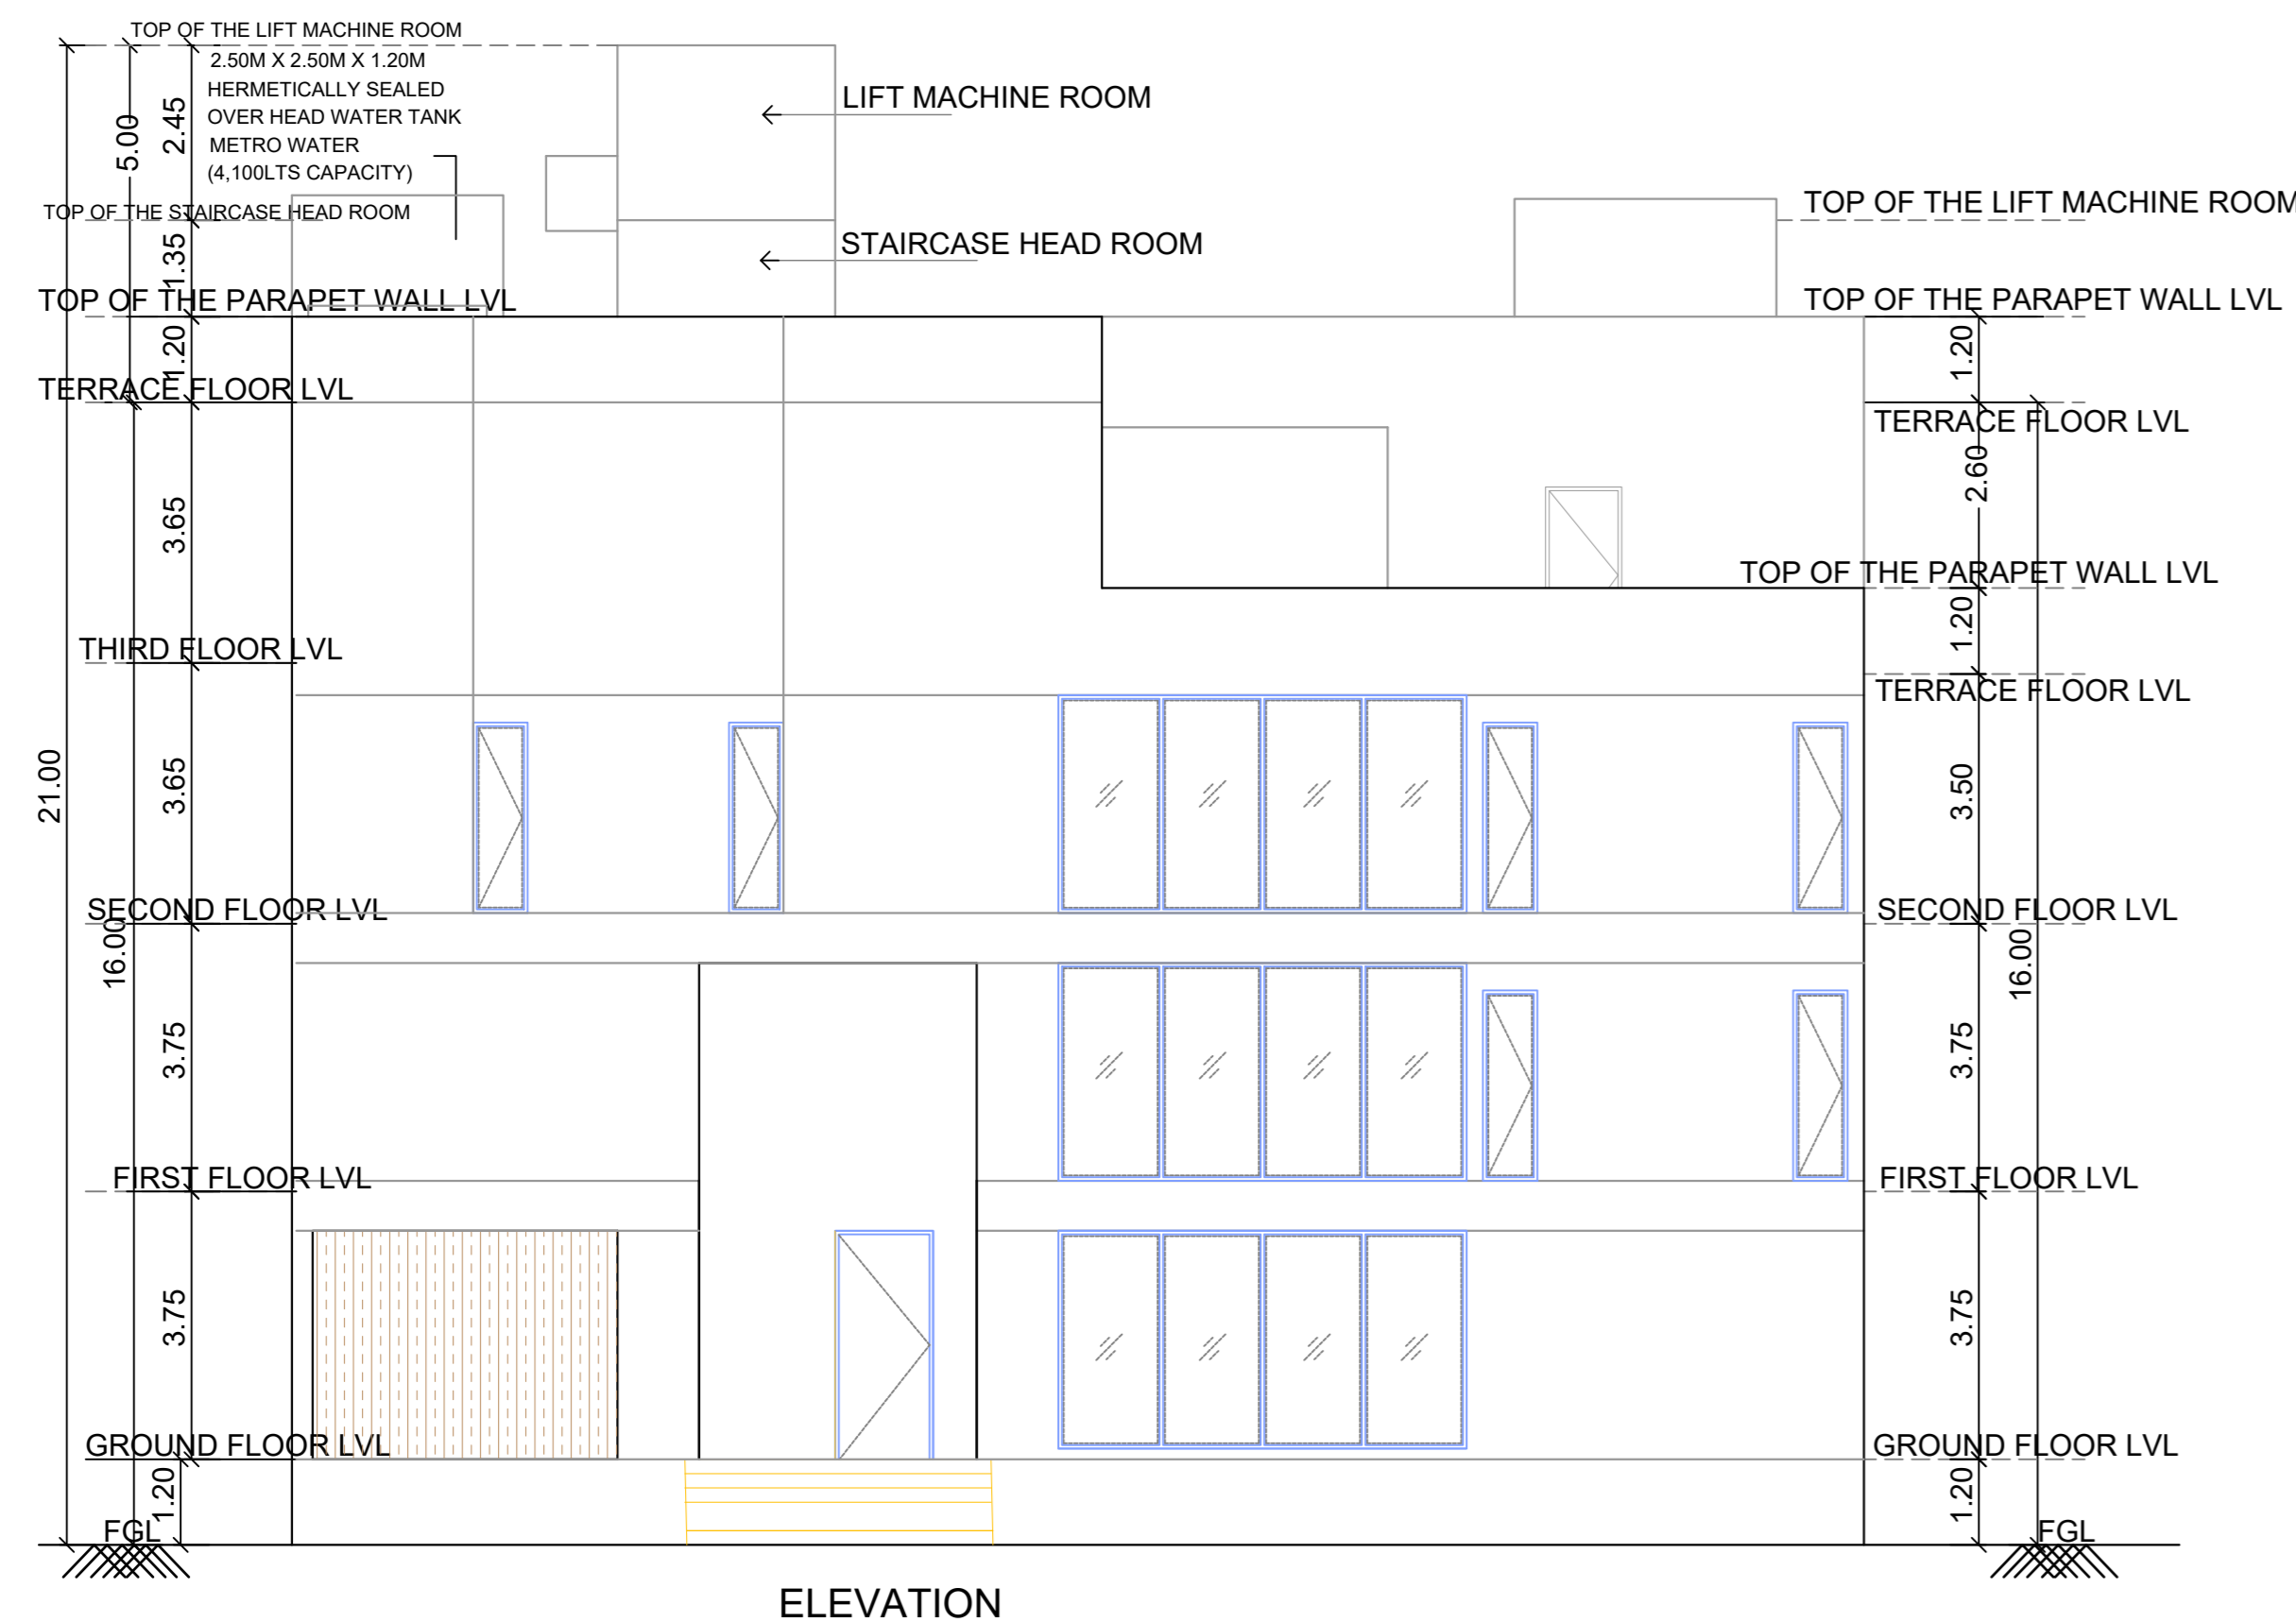 TOP OF THE LIFT MACHINE ROOM
2.50M X 2.50M X 1.20M
HERMETICALLY SEALED
OVER HEAD WATER TANK
METRO WATER
(4,100LTS CAPACITY)
TOP OF THE STAIRCASE HEAD ROOM
TOP OF THE PARAPET WALL LVL
TERRACE FLOOR LVL
THIRD FLOOR LVL
SECOND FLOOR LVL
FIRST FLOOR LVL
GROUND FLOOR LVL
FGL
21.00
5.00
16.00
2.45
1.35
1.20
3.65
3.65
3.75
3.75
1.20
LIFT MACHINE ROOM
STAIRCASE HEAD ROOM
TOP OF THE LIFT MACHINE ROOM
TOP OF THE PARAPET WALL LVL
TERRACE FLOOR LVL
TOP OF THE PARAPET WALL LVL
TERRACE FLOOR LVL
SECOND FLOOR LVL
FIRST FLOOR LVL
GROUND FLOOR LVL
FGL
1.20
2.60
1.20
3.50
3.75
3.75
1.20
16.00
ELEVATION